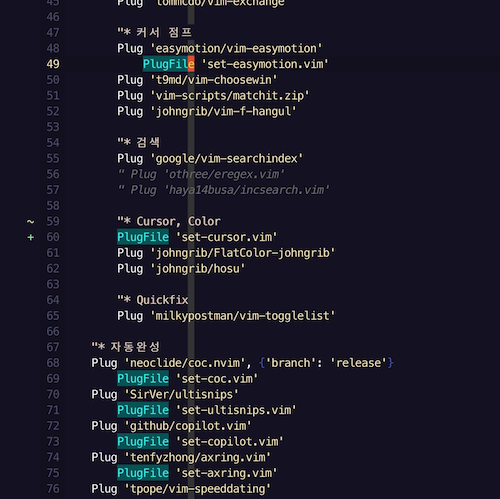 45 Plug 'tommcdo/vim-exchange'
46
47 "* 커서 점프
48 Plug 'easymotion/vim-easymotion'
49 PlugFile 'set-easymotion.vim'
50 Plug 't9md/vim-choosewin'
51 Plug 'vim-scripts/matchit.zip'
52 Plug 'johngrib/vim-f-hangul'
53
54 "* 검색
55 Plug 'google/vim-searchindex'
56 " Plug 'othree/eregex.vim'
57 " Plug 'haya14busa/incsearch.vim'
58
~ 59 "* Cursor, Color
+ 60 PlugFile 'set-cursor.vim'
61 Plug 'johngrib/FlatColor-johngrib'
62 Plug 'johngrib/hosu'
63
64 "* Quickfix
65 Plug 'milkypostman/vim-togglelist'
66
67 "* 자동완성
68 Plug 'neoclide/coc.nvim', {'branch': 'release'}
69 PlugFile 'set-coc.vim'
70 Plug 'SirVer/ultisnips'
71 PlugFile 'set-ultisnips.vim'
72 Plug 'github/copilot.vim'
73 PlugFile 'set-copilot.vim'
74 Plug 'tenfyzhong/axring.vim'
75 PlugFile 'set-axring.vim'
76 Plug 'tpope/vim-speeddating'